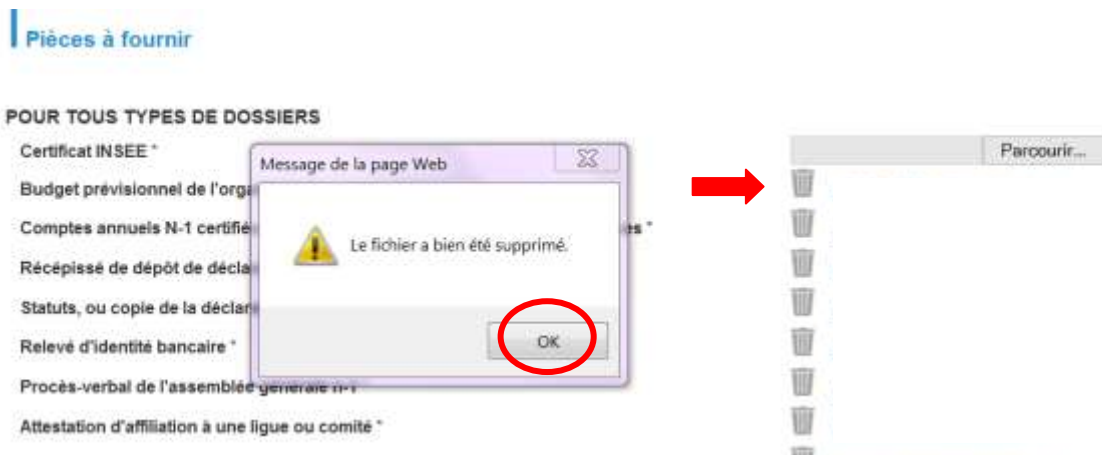 Pièces à fournir
POUR TOUS TYPES DE DOSSIERS
Certificat INSEE *
Parcourir...
Message de la page Web
Budget prévisionnel de l'orga
Comptes annuels N-1 certifié
es *
Le fichier a bien été supprimé.
Récépissé de dépôt de décla
Statuts, ou copie de la déclar
Relevé d'identité bancaire *
OK
Procès-verbal de l'assemblée générale n-1
Attestation d'affiliation à une ligue ou comité *